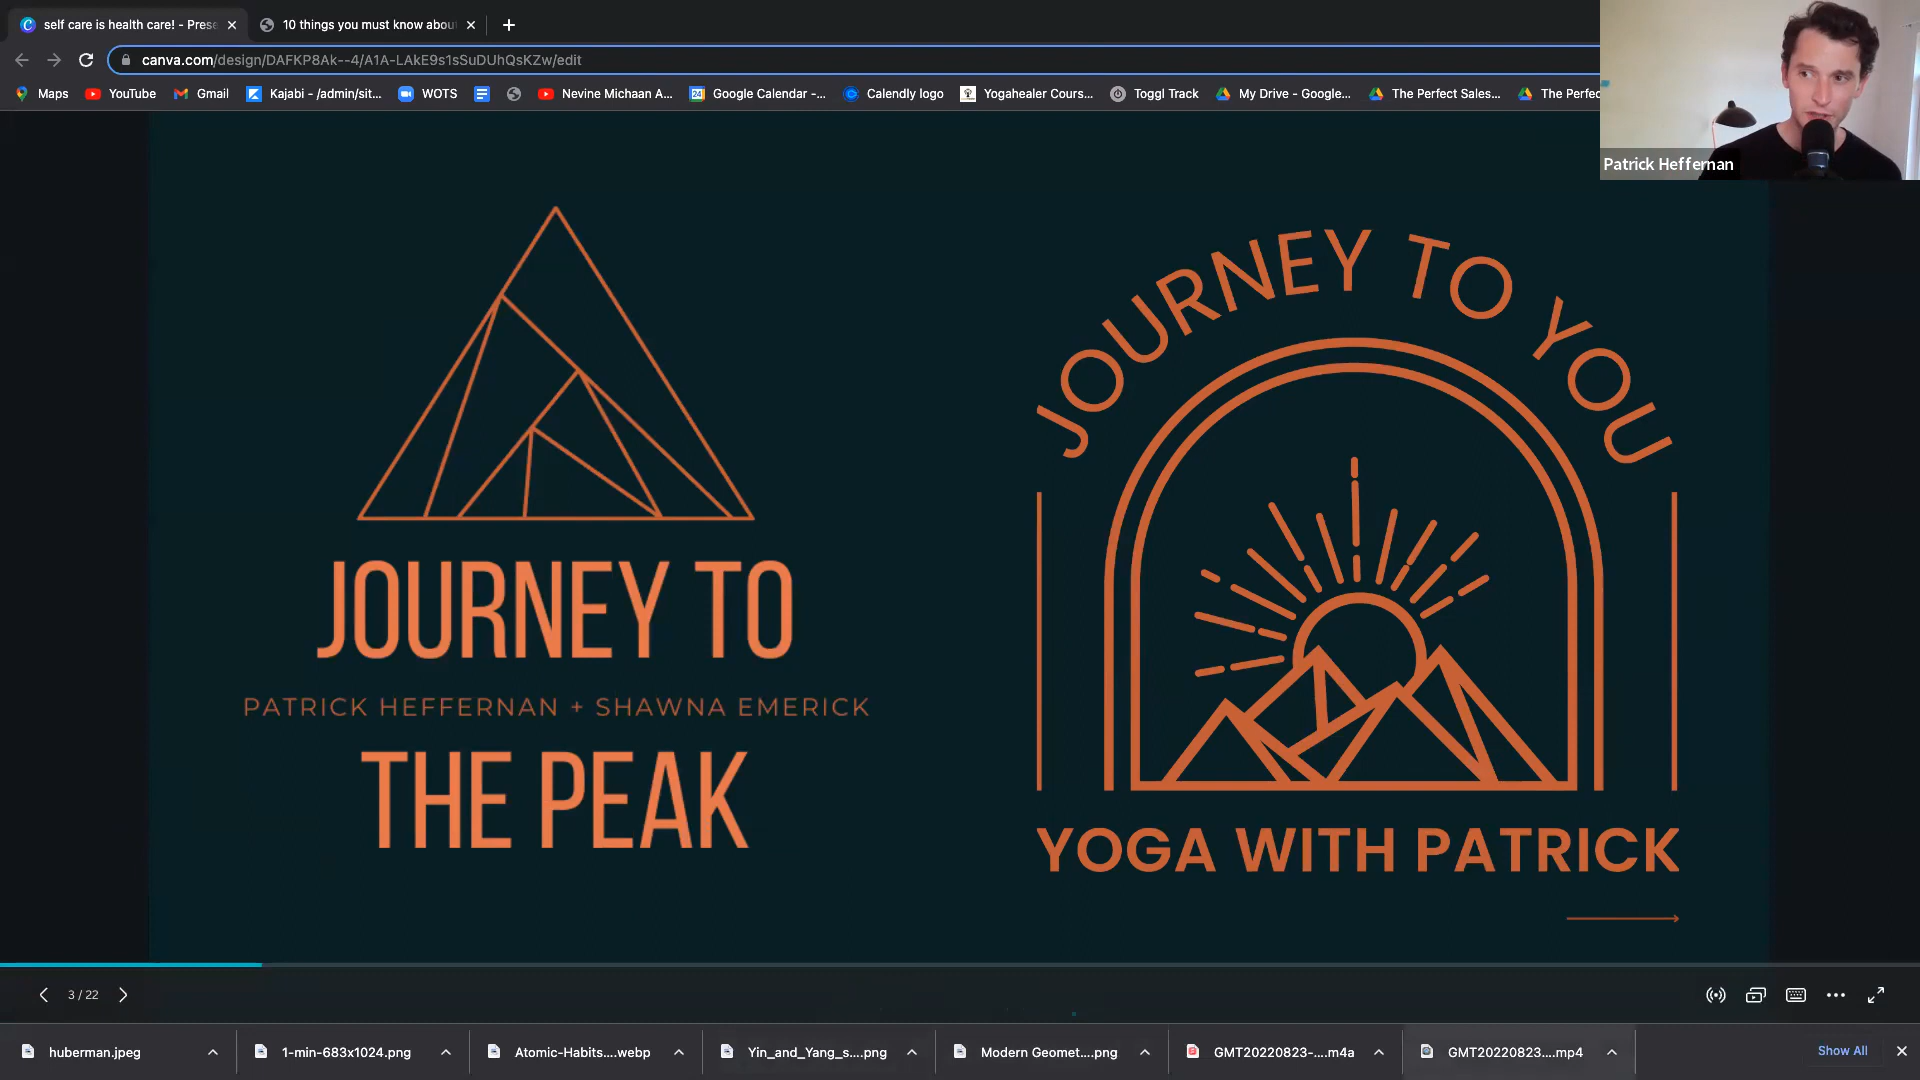 self care is health care! - Prese
10 things you must know abou
canva.com/design/DAFKP8Ak--4/A1A-LAkE9s1sSuDUhQsKZw/edit
Maps
YouTube
Gmail
Kajabi - /admin/sit...
WOTS
Nevine Michaan A...
24
Google Calendar -...
Calendly logo
Yogahealer Cours...
Toggl Track
My Drive - Google...
The Perfect Sales...
The Perfec
Patrick Heffernan
JOURNEY TO
PATRICK HEFFERNAN + SHAWNA EMERICK
THE PEAK
JOURNEY TO YOU
YOGA WITH PATRICK
3 / 22
huberman.jpeg
1-min-683x1024.png
Atomic-Habits....webp
Yin_and_Yang_s....png
Modern Geomet....png
GMT20220823-....m4a
GMT20220823....mp4
Show All